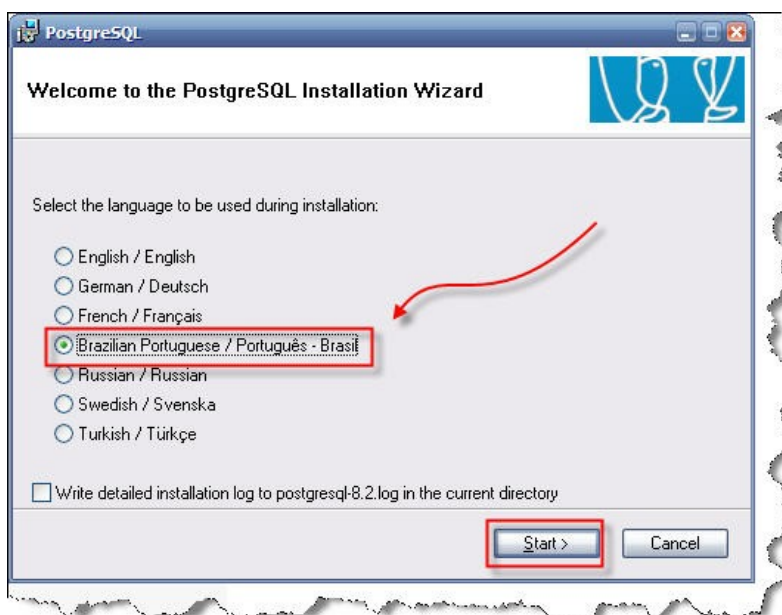 PostgreSQL
Welcome to the PostgreSQL Installation Wizard
Select the language to be used during installation:
English / English
German / Deutsch
French / Français
Brazilian Portuguese / Português - Brasil
Russian / Russian
Swedish / Svenska
Turkish / Türkçe
Write detailed installation log to postgresql-8.2.log in the current directory
Start >
Cancel